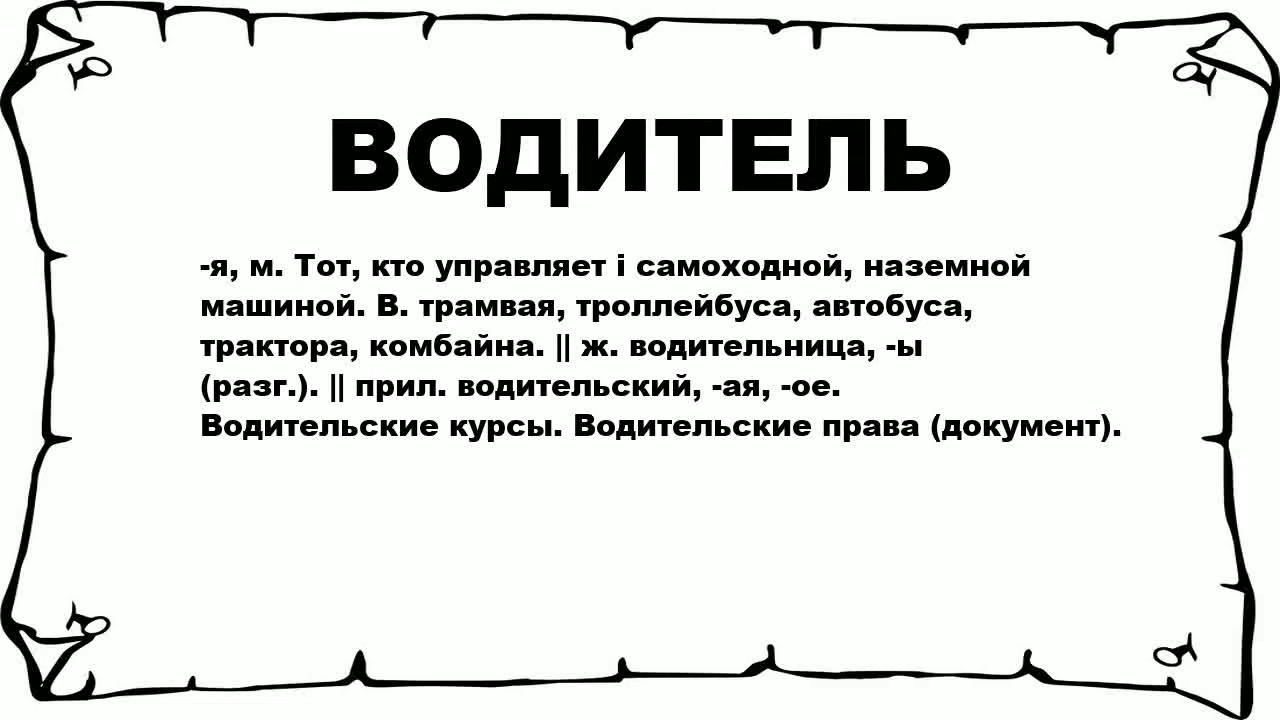 ВОДИТЕЛЬ
-я, м. Тот, кто управляет i самоходной, наземной
машиной. В. трамвая, троллейбуса, автобуса,
трактора, комбайна. || ж. водительница, -ы
(разг.). || прил. водительский, -ая, -ое.
Водительские курсы. Водительские права (документ).